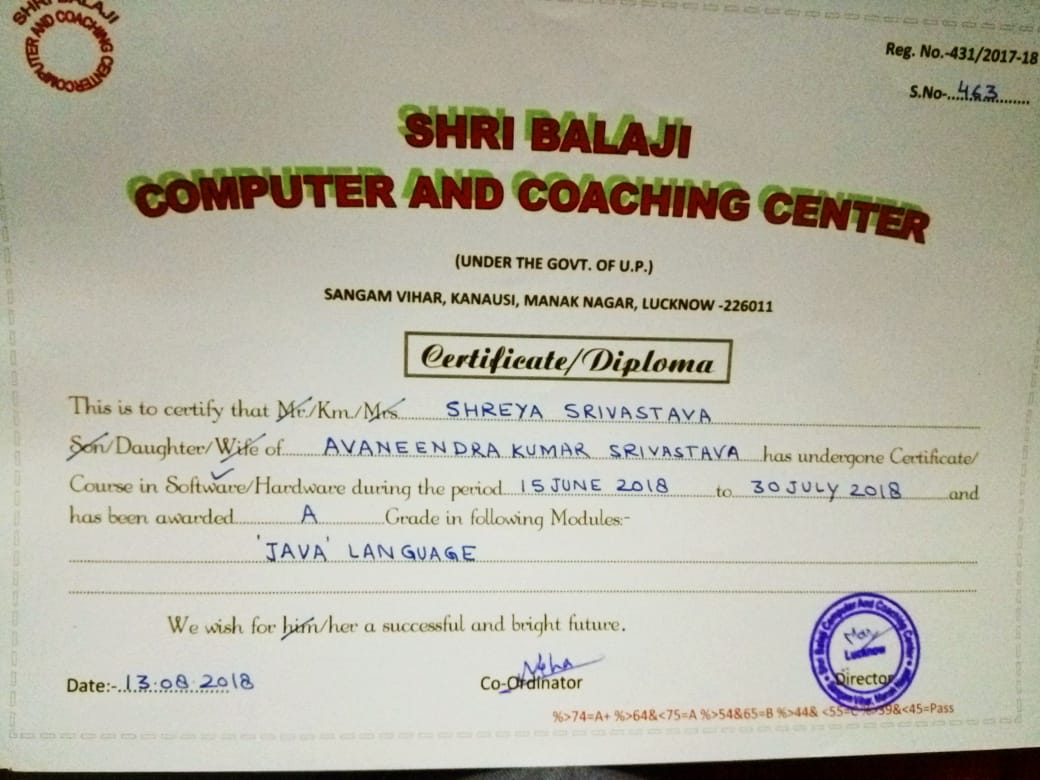 SHRI BALAJI
COMPUTER AND COACHING CENTER
Reg. No.-431/2017-18
S.No-...463...
SHRI BALAJI
COMPUTER AND COACHING CENTER
(UNDER THE GOVT. OF U.P.)
SANGAM VIHAR, KANAUSI, MANAK NAGAR, LUCKNOW -226011
Certificate/Diploma
This is to certify that Mr./Km./Mrs. SHREYA SRIVASTAVA
Son/Daughter/Wife of AVANEENDRA KUMAR SRIVASTAVA has undergone Certificate/
Course in Software/Hardware during the period 15 JUNE 2018 to 30 JULY 2018 and
has been awarded A Grade in following Modules:-
'JAVA' LANGUAGE
We wish for him/her a successful and bright future.
Date:- 13.08.2018
Neha
Co-Ordinator
Shri Balaji Computer And Coaching Center
Lucknow
Sangam Vihar, Manak Nagar
Director
%>74=A+ %>64&<75=A %>54&65=B %>44& <55=C %>39&<45=Pass